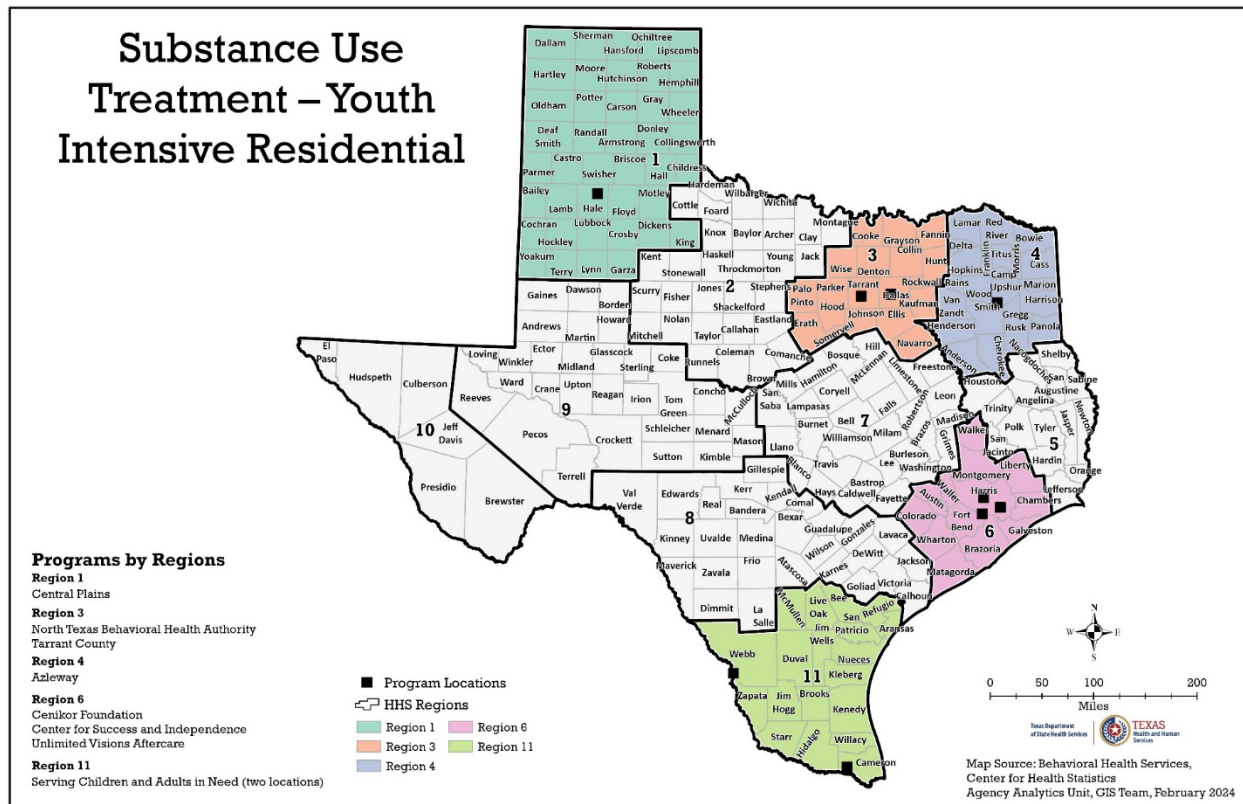 Substance Use
Treatment – Youth
Intensive Residential
Dallam
Sherman
Hansford
Ochiltree
Lipscomb
Hartley
Moore
Hutchinson
Roberts
Hemphill
Oldham
Potter
Carson
Gray
Wheeler
Deaf
Smith
Randall
Armstrong
Donley
Collingsworth
Parmer
Castro
Swisher
Briscoe
Hall
Childress
1
Bailey
Lamb
Hale
Floyd
Motley
Cochran
Hockley
Lubbock
Crosby
Dickens
King
Yoakum
Terry
Lynn
Garza
Hardeman
Cottle
Foard
Wilbarger
Wichita
Knox
Baylor
Archer
Clay
Montague
Kent
Stonewall
Haskell
Throckmorton
Young
Jack
2
Scurry
Fisher
Jones
Shackelford
Stephens
Mitchell
Nolan
Taylor
Callahan
Eastland
Runnels
Coleman
Brown
Comanche
Cooke
Grayson
Fannin
3
Collin
Wise
Denton
Hunt
Palo
Pinto
Parker
Tarrant
Dallas
Rockwall
Kaufman
Hood
Johnson
Ellis
Erath
Somervell
Navarro
Lamar
Red
River
Bowie
Delta
Franklin
Titus
Morris
Cass
4
Hopkins
Camp
Rains
Wood
Upshur
Marion
Harrison
Van
Zandt
Smith
Gregg
Henderson
Rusk
Panola
Anderson
Cherokee
Nacogdoches
Shelby
San
Augustine
Sabine
Houston
Angelina
Trinity
Polk
Tyler
Jasper
Newton
San
Jacinto
Hardin
Orange
Jefferson
5
Gaines
Dawson
Borden
Andrews
Martin
Howard
Loving
Winkler
Ector
Midland
Glasscock
Sterling
Coke
Reeves
Ward
Crane
Upton
Reagan
Irion
Tom
Green
Concho
McCulloch
9
Pecos
Crockett
Schleicher
Menard
Mason
Sutton
Kimble
Terrell
El
Paso
Hudspeth
Culberson
10
Jeff
Davis
Presidio
Brewster
Hill
Bosque
Freestone
Hamilton
McLennan
Limestone
Mills
Coryell
Falls
Leon
San
Saba
Lampasas
Bell
Robertson
Madison
7
Burnet
Williamson
Milam
Brazos
Grimes
Llano
Burleson
Blanco
Travis
Lee
Washington
Bastrop
Hays
Caldwell
Fayette
Walke
Montgomery
Liberty
Waller
Harris
Chambers
Austin
Colorado
Fort
Bend
Galveston
Wharton
6
Brazoria
Matagorda
Gillespie
Val
Verde
Edwards
Real
Kerr
Kendall
Bandera
Comal
8
Bexar
Guadalupe
Gonzales
Lavaca
Kinney
Uvalde
Medina
Wilson
DeWitt
Jackson
Maverick
Zavala
Frio
Atascosa
Karnes
Goliad
Victoria
Calhoun
Dimmit
La
Salle
McMullen
Live
Oak
Bee
Refugio
San
Patricio
Aransas
Jim
Wells
Webb
Duval
Nueces
Kleberg
11
Zapata
Jim
Hogg
Brooks
Kenedy
Starr
Hidalgo
Willacy
Cameron
Programs by Regions
Region 1
Central Plains
Region 3
North Texas Behavioral Health Authority
Tarrant County
Region 4
Azleway
Region 6
Cenikor Foundation
Center for Success and Independence
Unlimited Visions Aftercare
Region 11
Serving Children and Adults in Need (two locations)
Program Locations
HHS Regions
Region 1
Region 6
Region 3
Region 11
Region 4
N
W E
S
0 50 100 200
Miles
Texas Department
of State Health Services
TEXAS
Health and Human
Services
Map Source: Behavioral Health Services,
Center for Health Statistics
Agency Analytics Unit, GIS Team, February 2024